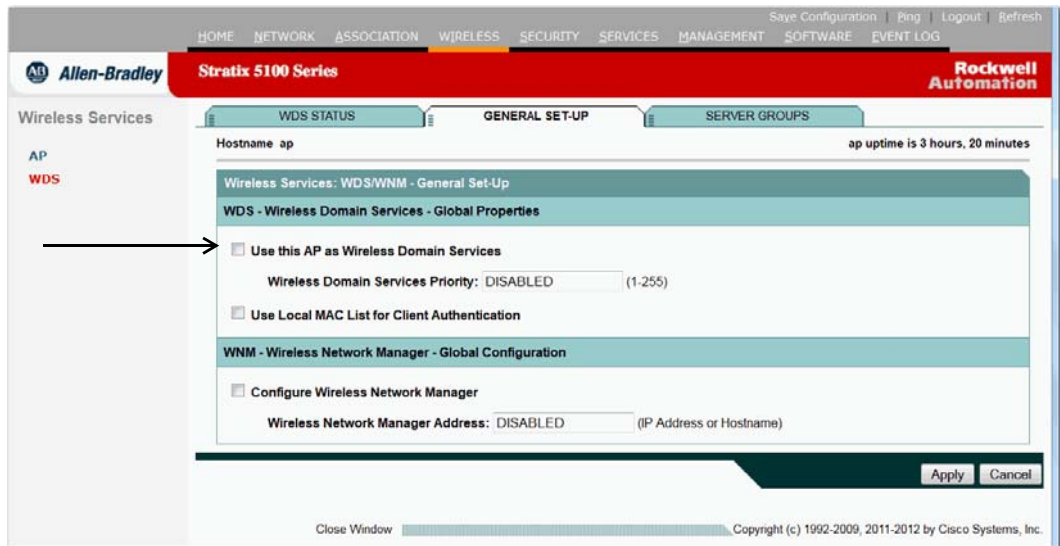 Save Configuration | Ping | Logout | Refresh
HOME NETWORK ASSOCIATION WIRELESS SECURITY SERVICES MANAGEMENT SOFTWARE EVENT LOG
AB Allen-Bradley
Stratix 5100 Series
Rockwell
Automation
Wireless Services
AP
WDS
WDS STATUS
GENERAL SET-UP
SERVER GROUPS
Hostname ap
ap uptime is 3 hours, 20 minutes
Wireless Services: WDS/WNM - General Set-Up
WDS - Wireless Domain Services - Global Properties
Use this AP as Wireless Domain Services
Wireless Domain Services Priority: DISABLED (1-255)
Use Local MAC List for Client Authentication
WNM - Wireless Network Manager - Global Configuration
Configure Wireless Network Manager
Wireless Network Manager Address: DISABLED (IP Address or Hostname)
Apply Cancel
Close Window
Copyright (c) 1992-2009, 2011-2012 by Cisco Systems, Inc.